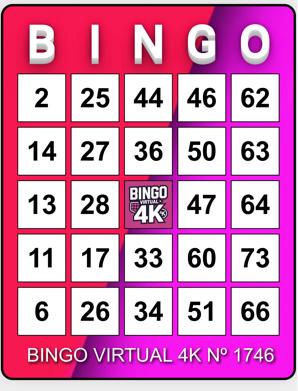 B I N G O
2 25 44 46 62
14 27 36 50 63
13 28 BINGO VIRTUAL 4K 47 64
11 17 33 60 73
6 26 34 51 66
BINGO VIRTUAL 4K Nº 1746